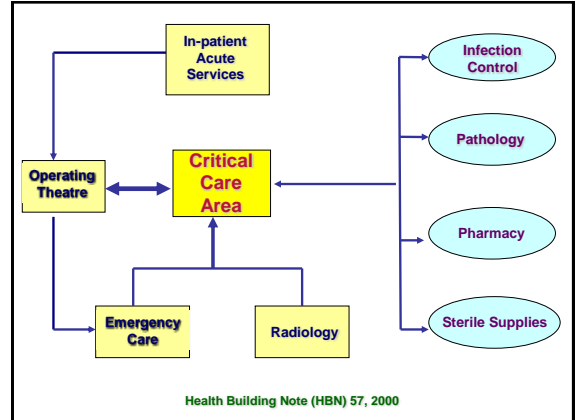 In-patient
Acute
Services
Infection
Control
Pathology
Operating
Theatre
Critical
Care
Area
Pharmacy
Emergency
Care
Radiology
Sterile Supplies
Health Building Note (HBN) 57, 2000